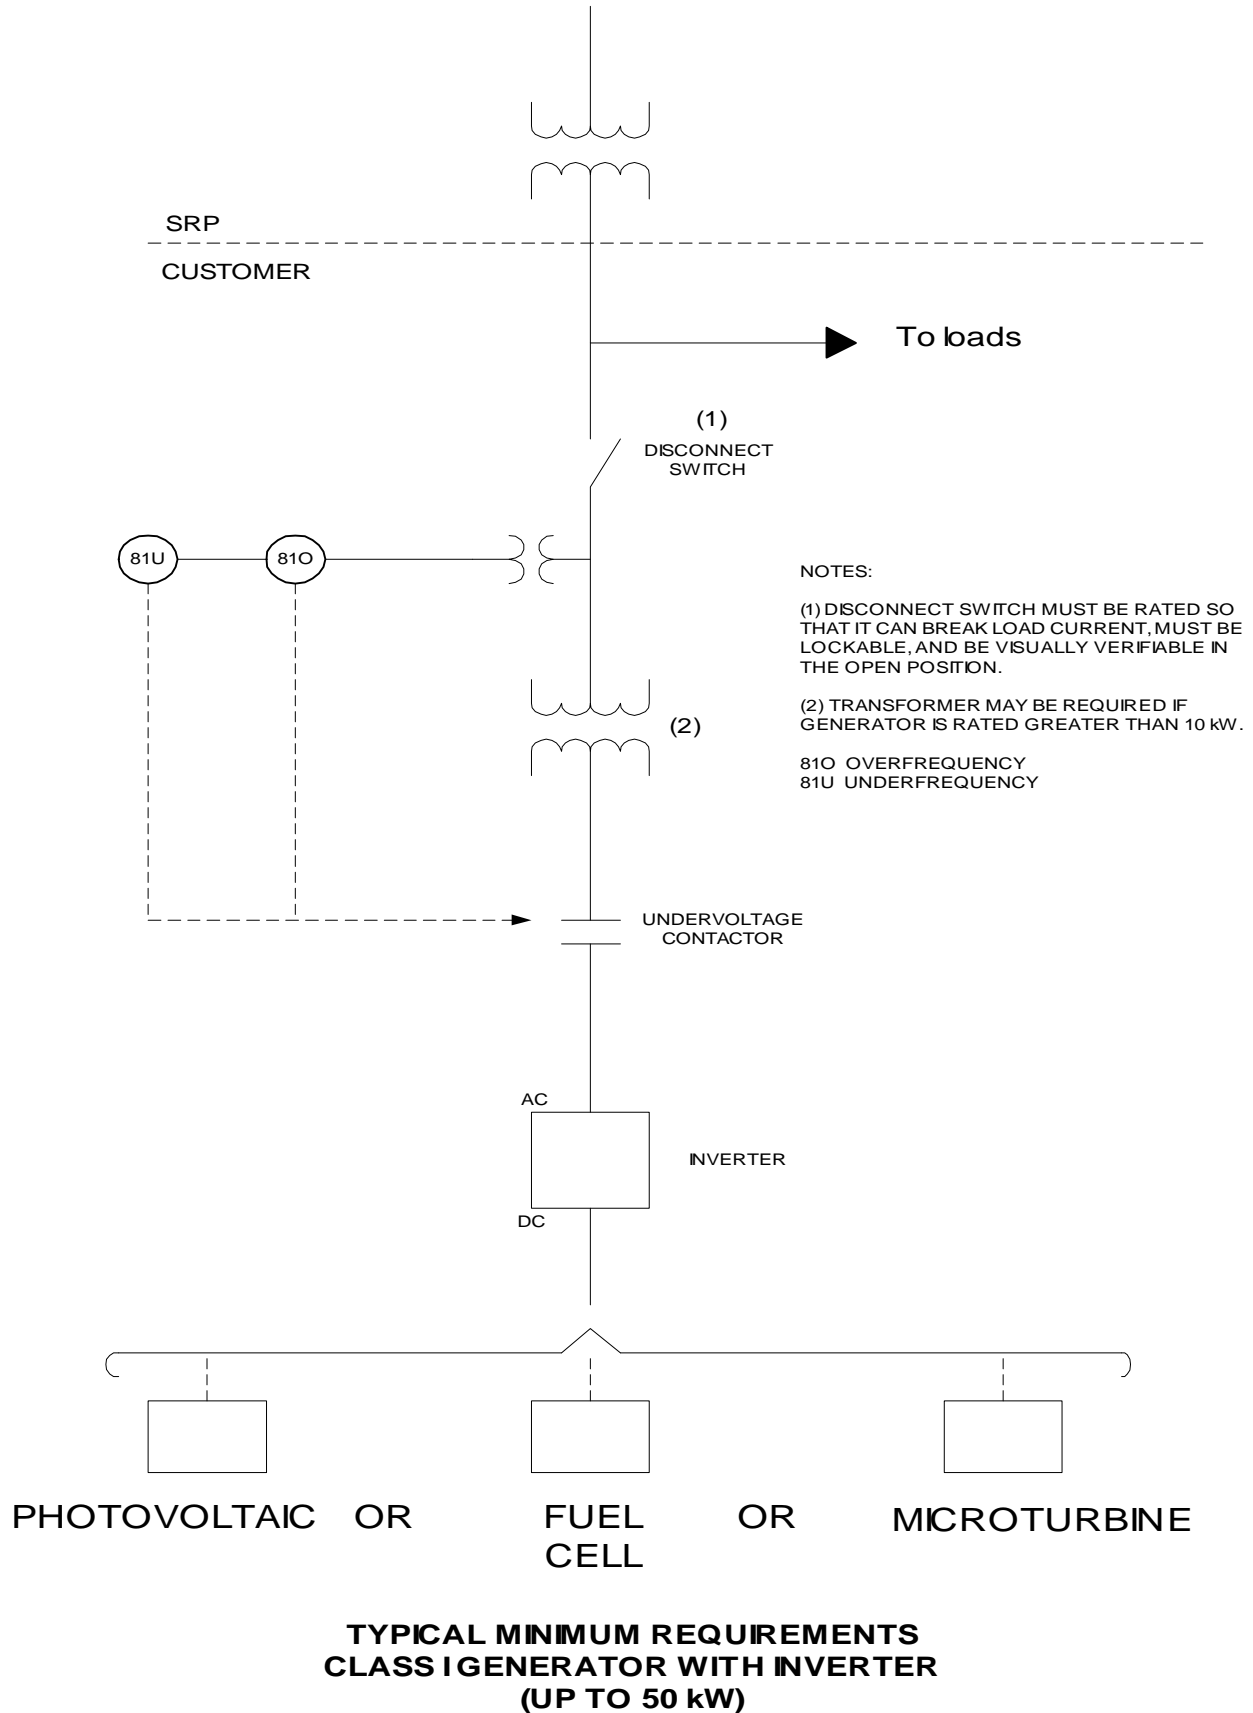 SRP
CUSTOMER
To loads
(1)
DISCONNECT
SWITCH
81U
81O
NOTES:
(1) DISCONNECT SWITCH MUST BE RATED SO
THAT IT CAN BREAK LOAD CURRENT, MUST BE
LOCKABLE, AND BE VISUALLY VERIFIABLE IN
THE OPEN POSITION.
(2) TRANSFORMER MAY BE REQUIRED IF
GENERATOR IS RATED GREATER THAN 10 kW.
81O OVERFREQUENCY
81U UNDERFREQUENCY
(2)
UNDERVOLTAGE
CONTACTOR
AC
INVERTER
DC
PHOTOVOLTAIC OR FUEL OR MICROTURBINE
CELL
TYPICAL MINIMUM REQUIREMENTS
CLASS I GENERATOR WITH INVERTER
(UP TO 50 kW)